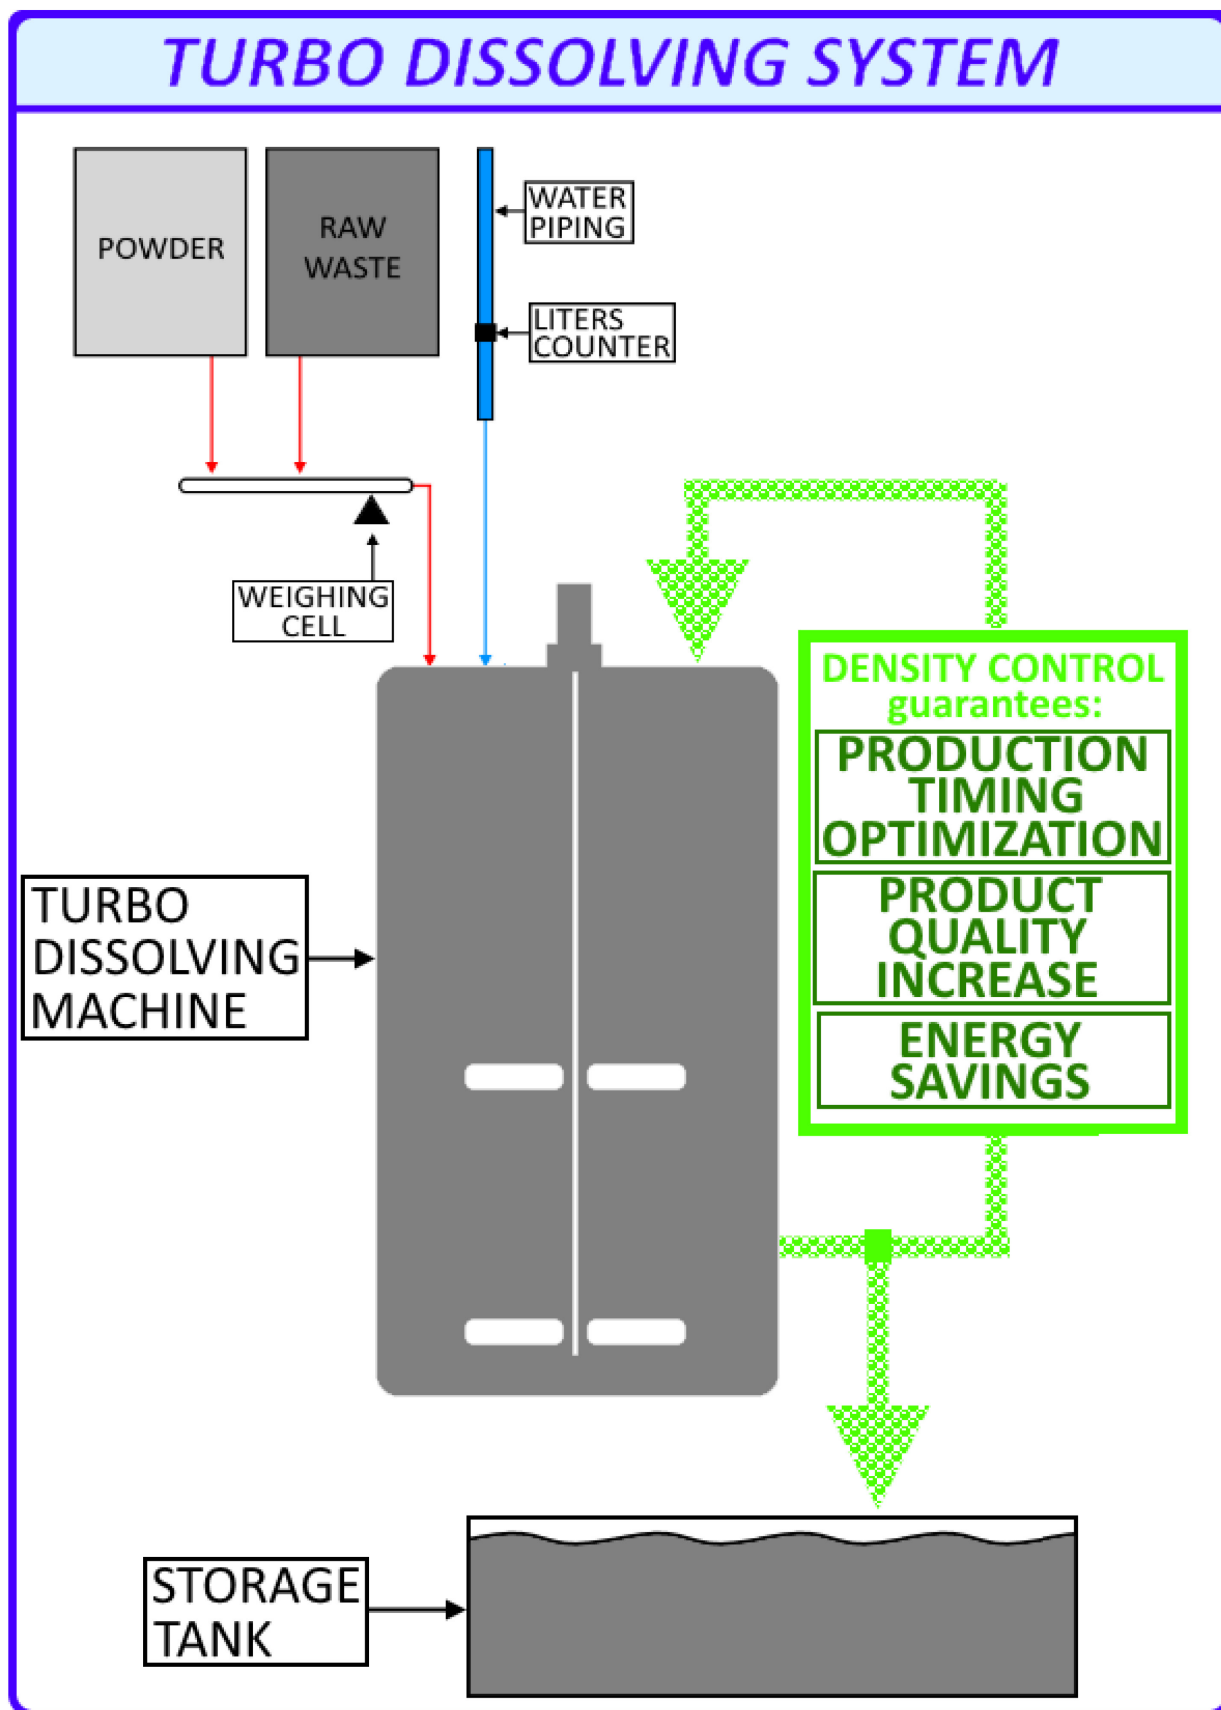 TURBO DISSOLVING SYSTEM
POWDER
RAW
WASTE
WATER
PIPING
LITERS
COUNTER
WEIGHING
CELL
DENSITY CONTROL
guarantees:
PRODUCTION
TIMING
OPTIMIZATION
PRODUCT
QUALITY
INCREASE
ENERGY
SAVINGS
TURBO
DISSOLVING
MACHINE
STORAGE
TANK